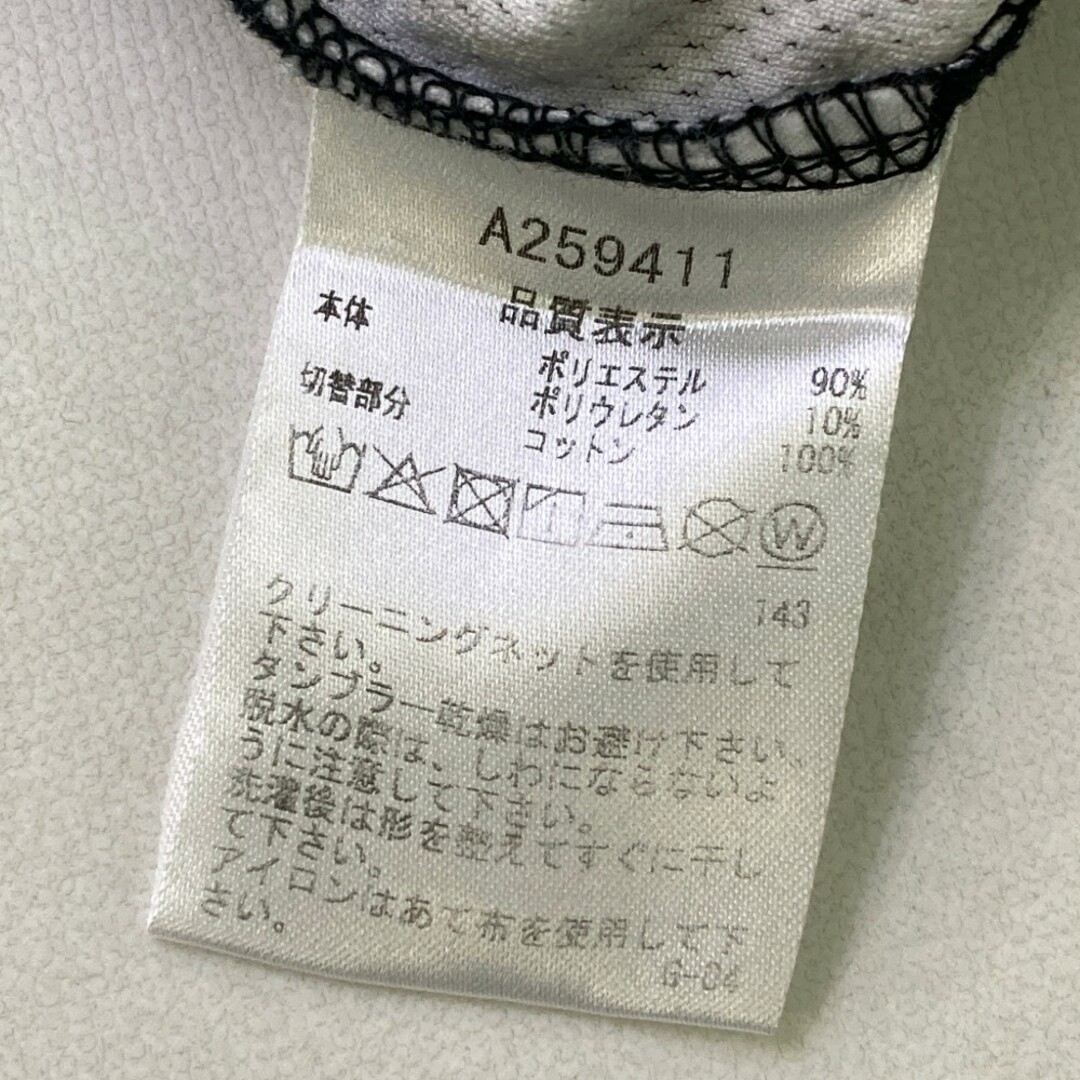 A259411
品質表示
本体 ポリエステル 90%
ポリウレタン 10%
切替部分 コットン 100%
W
143
クリーニングネットを使用して
下さい。
タンブラー乾燥はお避け下さい、
脱水の際は、しわにならないよ
うに注意して下さい。
洗濯後は形を整えてすぐに干し
て下さい。
アイロンはあて布を使用して下
さい。
G-04